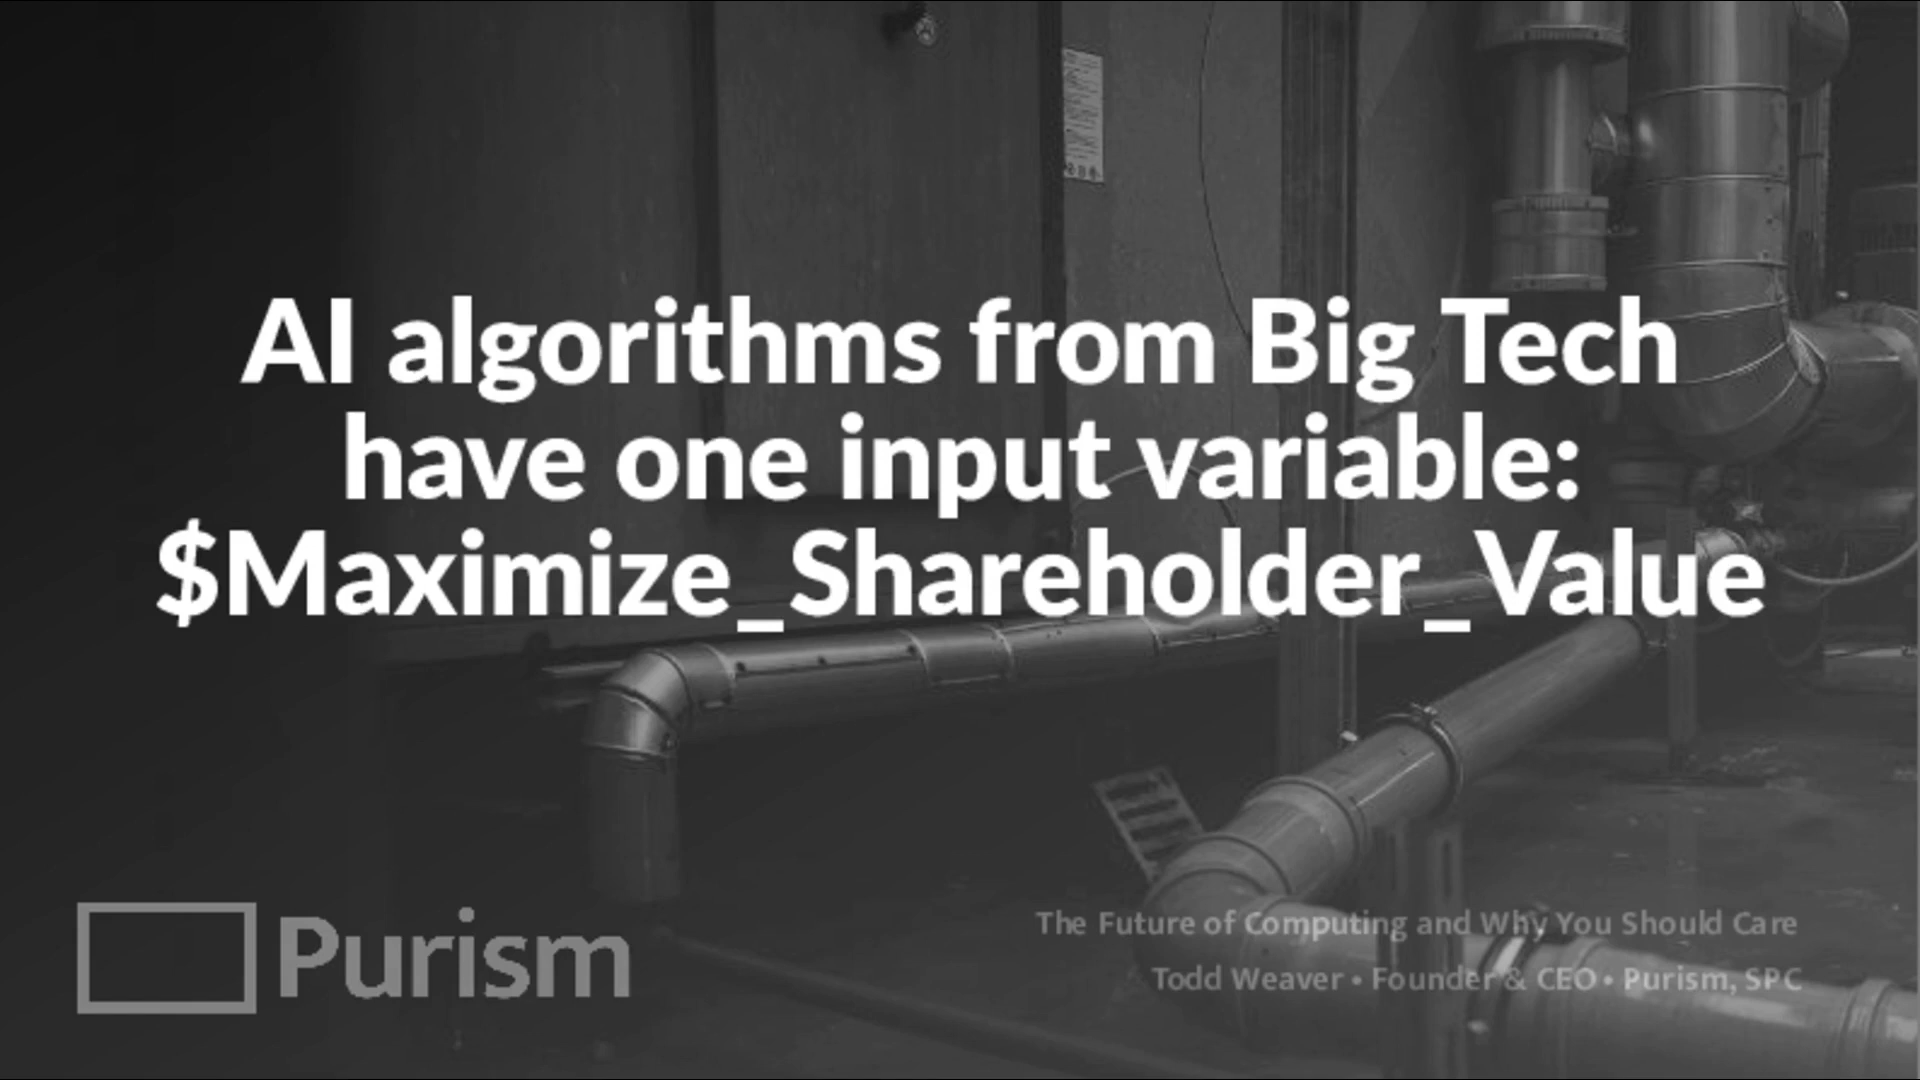 AI algorithms from Big Tech
have one input variable:
$Maximize_Shareholder_Value
Purism
The Future of Computing and Why You Should Care
Todd Weaver • Founder & CEO • Purism, SPC